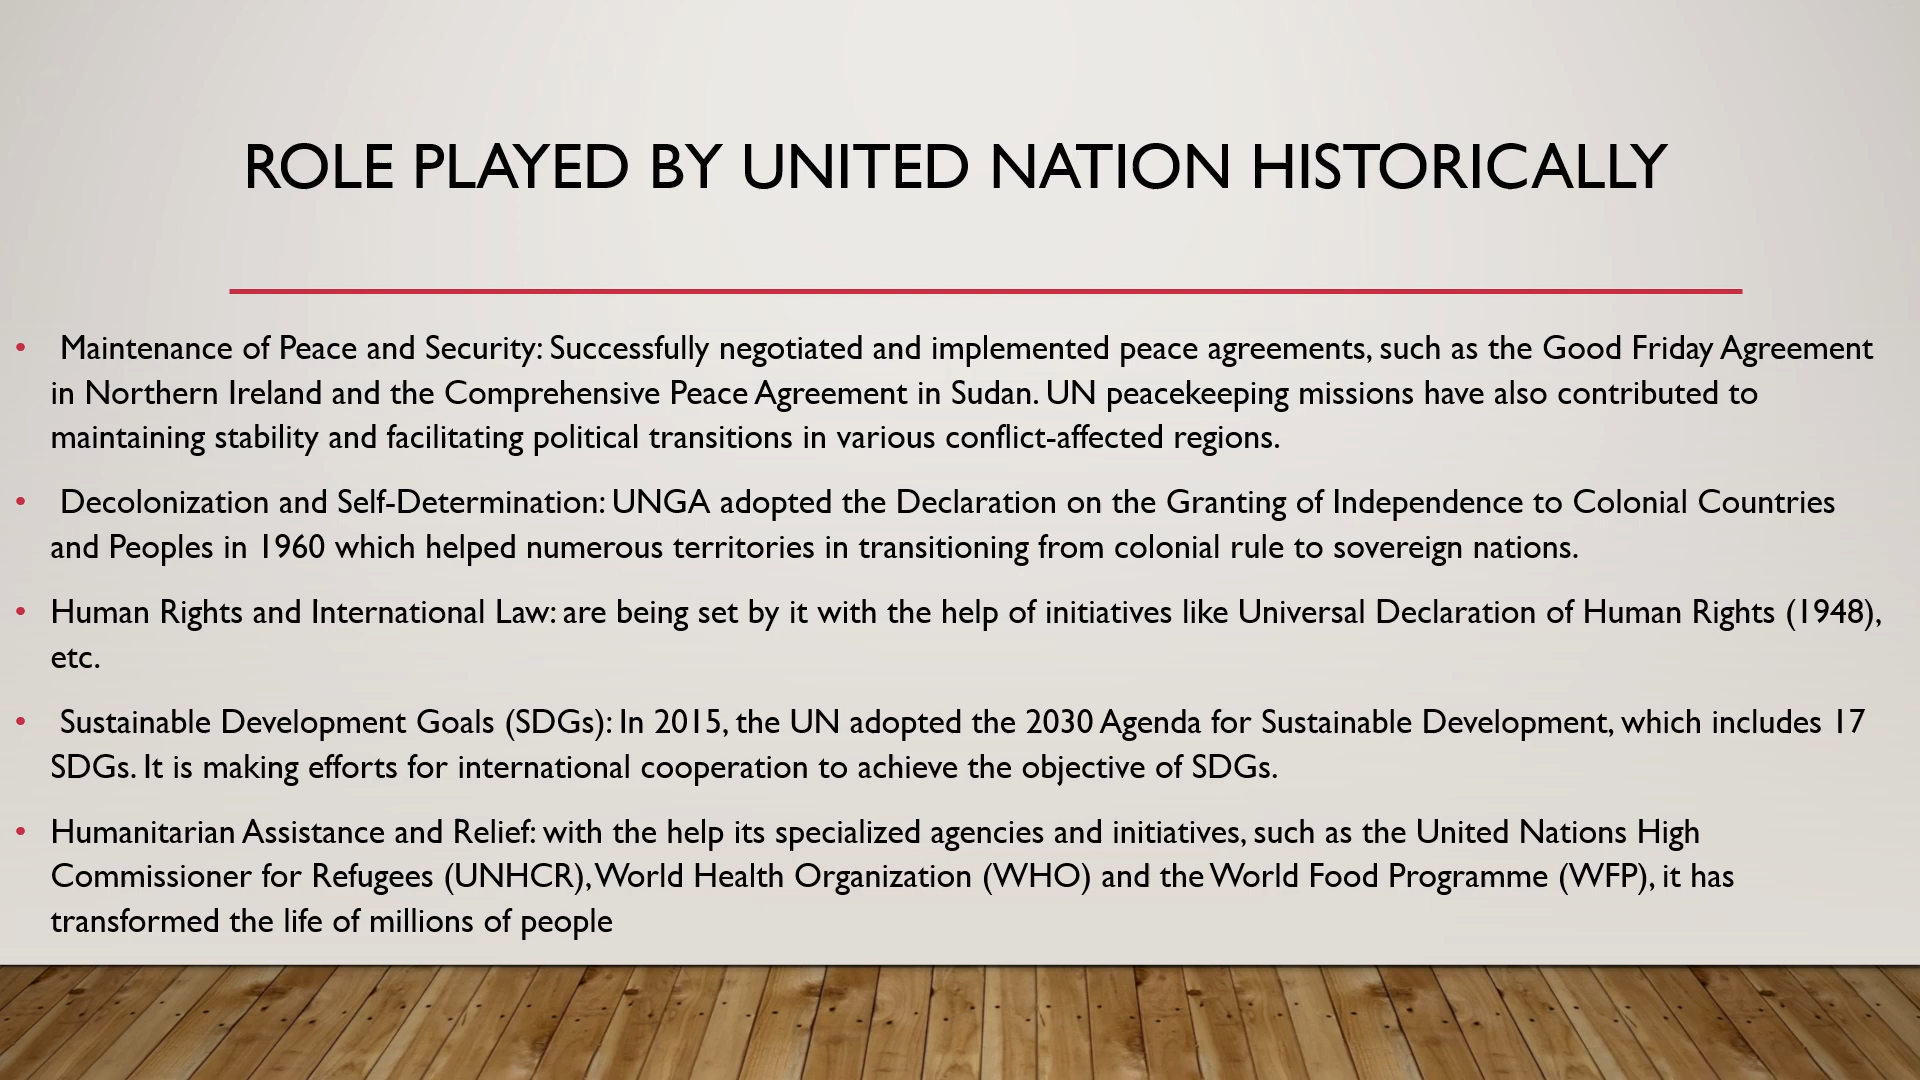 ROLE PLAYED BY UNITED NATION HISTORICALLY
• Maintenance of Peace and Security: Successfully negotiated and implemented peace agreements, such as the Good Friday Agreement
in Northern Ireland and the Comprehensive Peace Agreement in Sudan. UN peacekeeping missions have also contributed to
maintaining stability and facilitating political transitions in various conflict-affected regions.
• Decolonization and Self-Determination: UNGA adopted the Declaration on the Granting of Independence to Colonial Countries
and Peoples in 1960 which helped numerous territories in transitioning from colonial rule to sovereign nations.
• Human Rights and International Law: are being set by it with the help of initiatives like Universal Declaration of Human Rights (1948),
etc.
• Sustainable Development Goals (SDGs): In 2015, the UN adopted the 2030 Agenda for Sustainable Development, which includes 17
SDGs. It is making efforts for international cooperation to achieve the objective of SDGs.
• Humanitarian Assistance and Relief: with the help its specialized agencies and initiatives, such as the United Nations High
Commissioner for Refugees (UNHCR), World Health Organization (WHO) and the World Food Programme (WFP), it has
transformed the life of millions of people